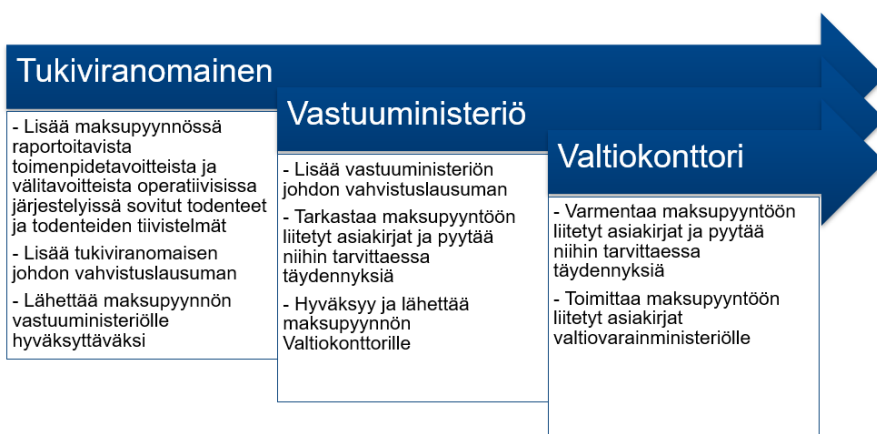 Tukiviranomainen
- Lisää maksupyynnössä
raportoitavista
toimenpidetavoitteista ja
välitavoitteista operatiivisissa
järjestelyissä sovitut todenteet
ja todenteiden tiivistelmät
- Lisää tukiviranomaisen
johdon vahvistuslausuman
- Lähettää maksupyynnön
vastuuministeriölle
hyväksyttäväksi
Vastuuministeriö
- Lisää vastuuministeriön
johdon vahvistuslausuman
- Tarkastaa maksupyyntöön
liitetyt asiakirjat ja pyytää
niihin tarvittaessa
täydennyksiä
- Hyväksyy ja lähettää
maksupyynnön
Valtiokonttorille
Valtiokonttori
- Varmentaa maksupyyntöön
liitetyt asiakirjat ja pyytää
niihin tarvittaessa
täydennyksiä
- Toimittaa maksupyyntöön
liitetyt asiakirjat
valtiovarainministeriölle